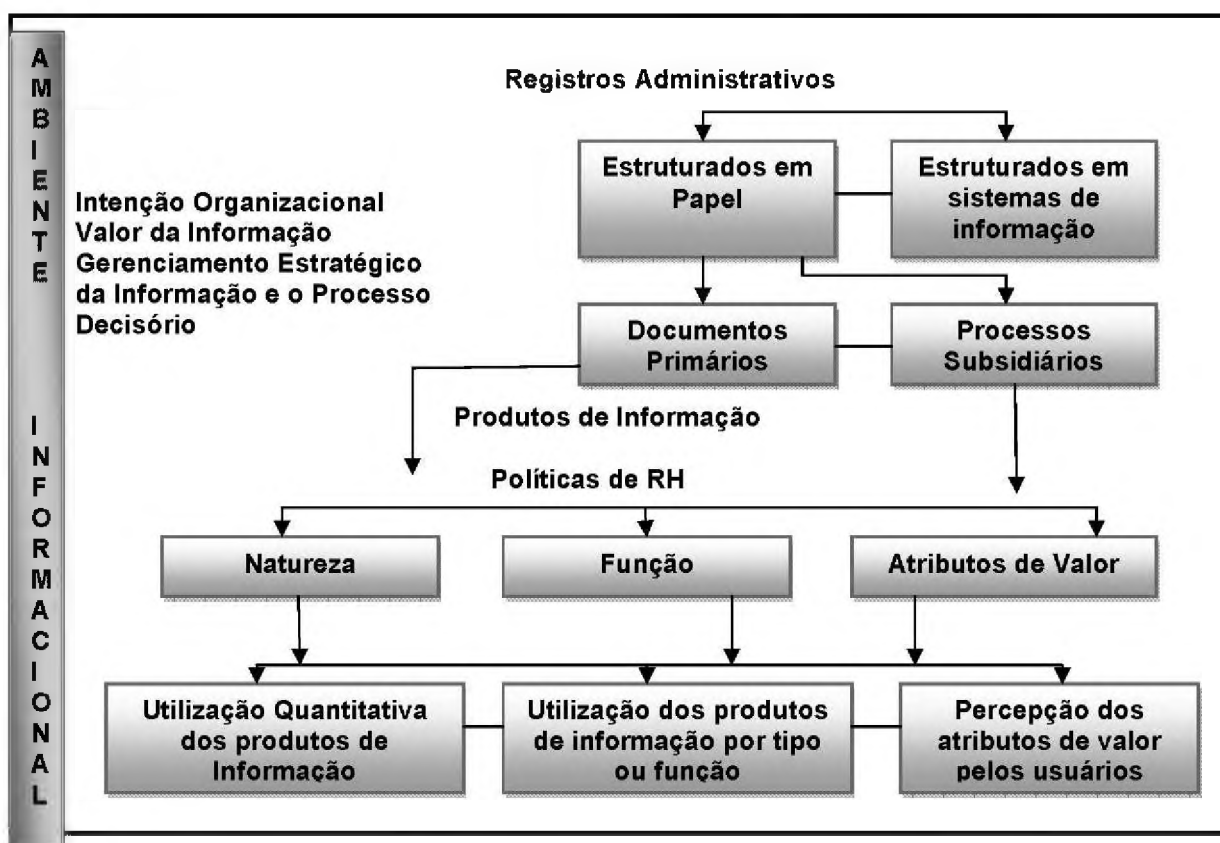 AMBIENTE INFORMACIONAL
Registros Administrativos
Estruturados em
Papel
Estruturados em
sistemas de
informação
Intenção Organizacional
Valor da Informação
Gerenciamento Estratégico
da Informação e o Processo
Decisório
Documentos
Primários
Processos
Subsidiários
Produtos de Informação
Políticas de RH
Natureza
Função
Atributos de Valor
Utilização Quantitativa
dos produtos de
Informação
Utilização dos produtos
de informação por tipo
ou função
Percepção dos
atributos de valor
pelos usuários